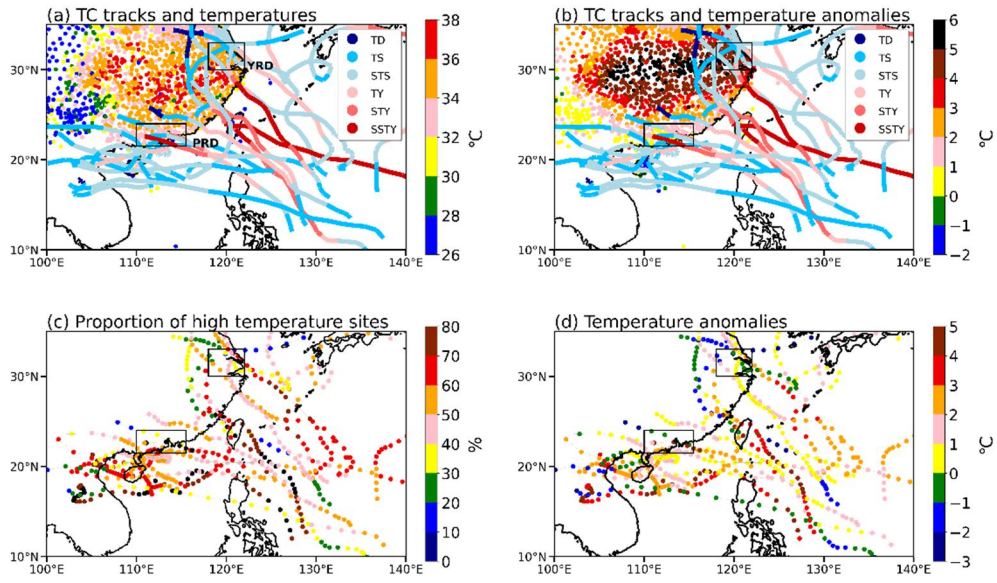 (a) TC tracks and temperatures
38
36
34
32
30
28
26
°C
30°N
20°N
10°N
100°E
110°E
120°E
130°E
140°E
YRD
PRD
TD
TS
STS
TY
STY
SSTY
(b) TC tracks and temperature anomalies
6
5
4
3
2
1
0
−1
−2
°C
30°N
20°N
10°N
100°E
110°E
120°E
130°E
140°E
TD
TS
STS
TY
STY
SSTY
(c) Proportion of high temperature sites
80
70
60
50
40
30
20
10
0
%
30°N
20°N
10°N
100°E
110°E
120°E
130°E
140°E
(d) Temperature anomalies
5
4
3
2
1
0
−1
−2
−3
°C
30°N
20°N
10°N
100°E
110°E
120°E
130°E
140°E